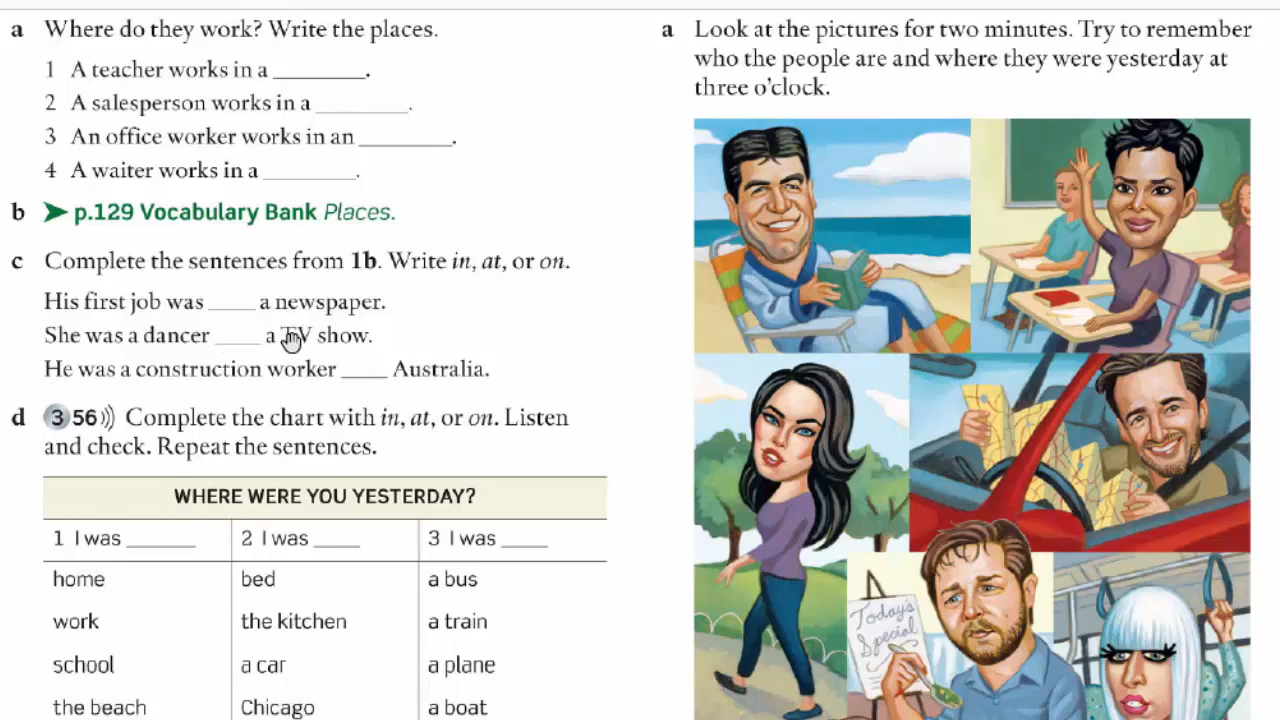 a Where do they work? Write the places.
1 A teacher works in a ________.
2 A salesperson works in a ________.
3 An office worker works in an ________.
4 A waiter works in a ________.
b ➤ p.129 Vocabulary Bank Places.
c Complete the sentences from 1b. Write in, at, or on.
His first job was ____ a newspaper.
She was a dancer ____ a TV show.
He was a construction worker ____ Australia.
d 3 56 Complete the chart with in, at, or on. Listen
and check. Repeat the sentences.
WHERE WERE YOU YESTERDAY?
1 I was ______ 2 I was ____ 3 I was ____
home bed a bus
work the kitchen a train
school a car a plane
the beach Chicago a boat
a Look at the pictures for two minutes. Try to remember
who the people are and where they were yesterday at
three o'clock.
Today's
Special